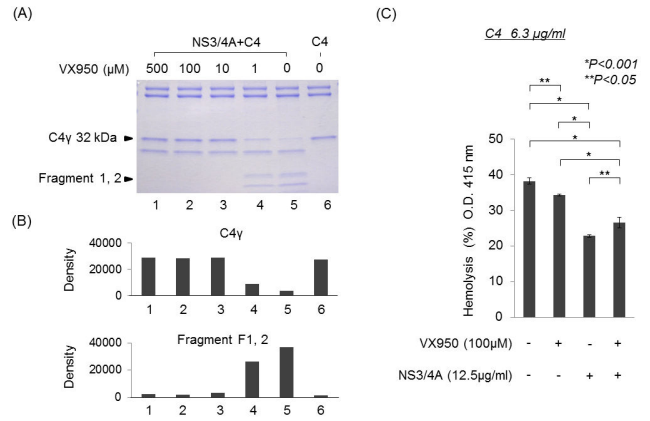 (A)
NS3/4A+C4 C4
VX950 (µM) 500 100 10 1 0 0
C4γ 32 kDa
Fragment 1, 2
1 2 3 4 5 6
(B)
C4γ
Density
40000
20000
0
1 2 3 4 5 6
Fragment F1, 2
Density
40000
20000
0
1 2 3 4 5 6
(C)
C4 6.3 µg/ml
*P<0.001
**P<0.05
**
*
*
*
*
**
Hemolysis (%) O.D. 415 nm
50
40
30
20
10
0
VX950 (100µM) - + - +
NS3/4A (12.5µg/ml) - - + +